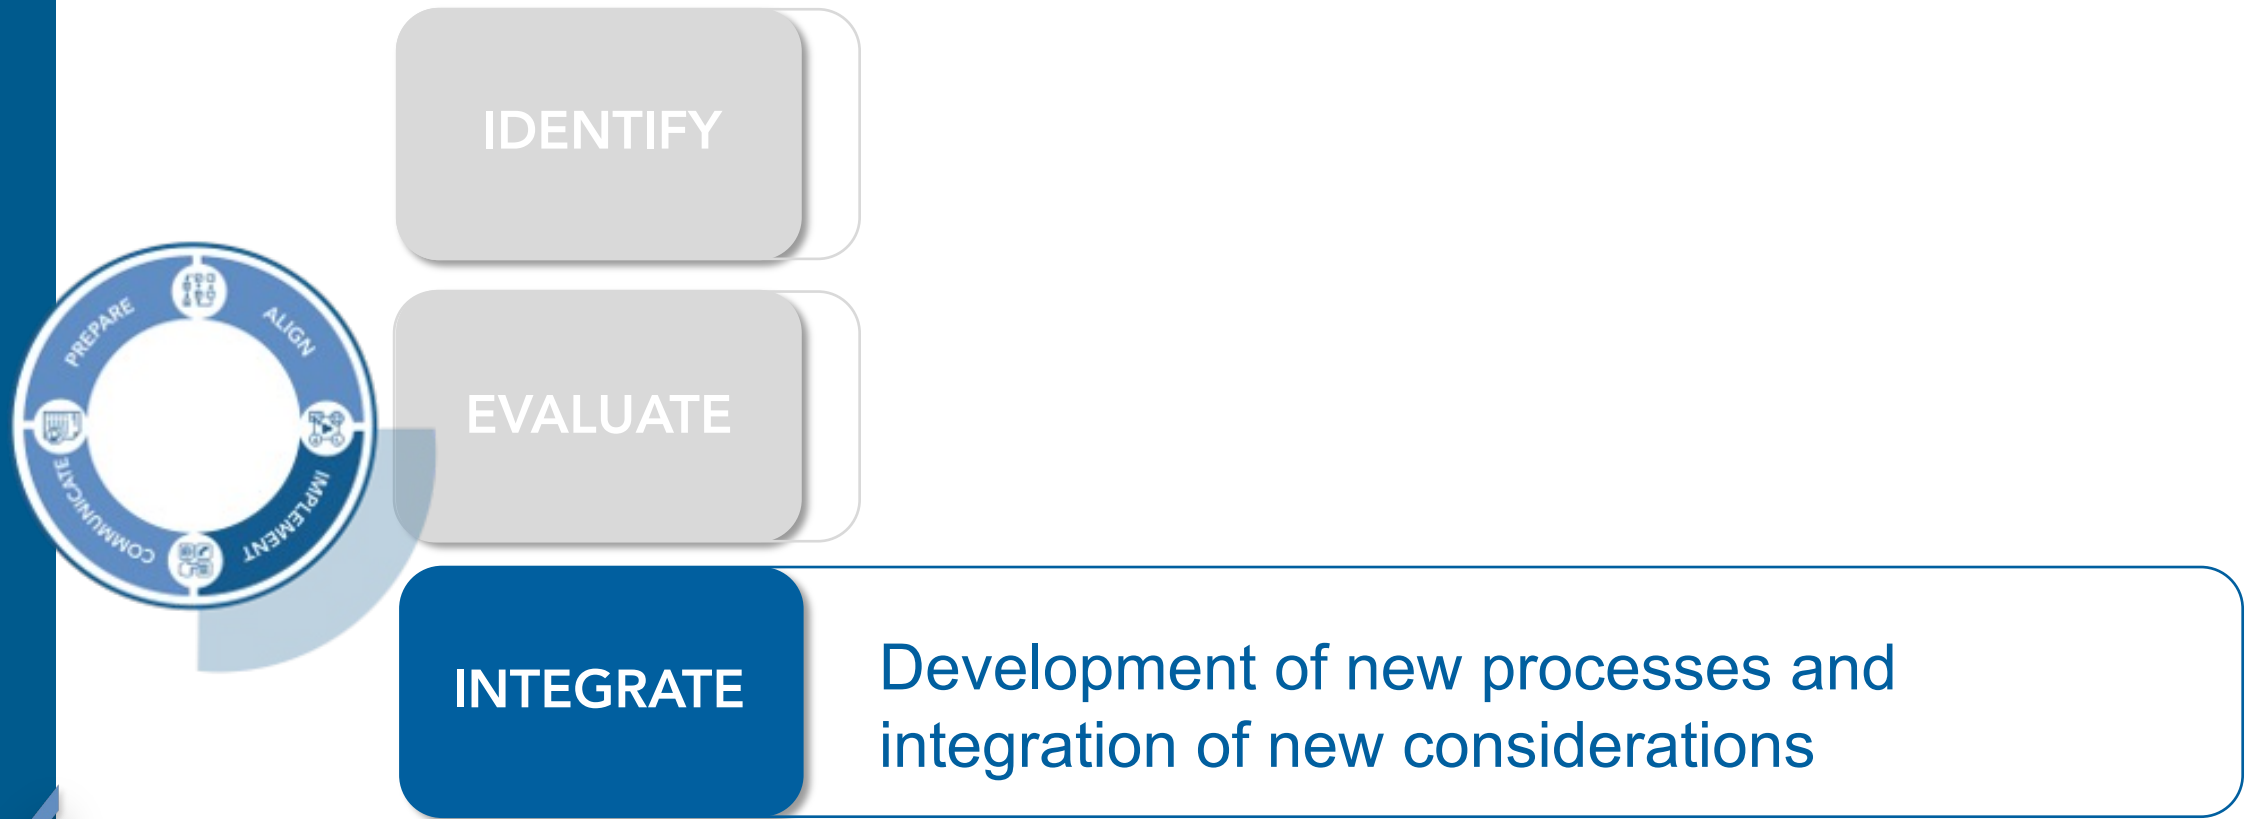 IDENTIFY
PREPARE
ALIGN
EVALUATE
COMMUNICATE
IMPLEMENT
INTEGRATE
Development of new processes and
integration of new considerations